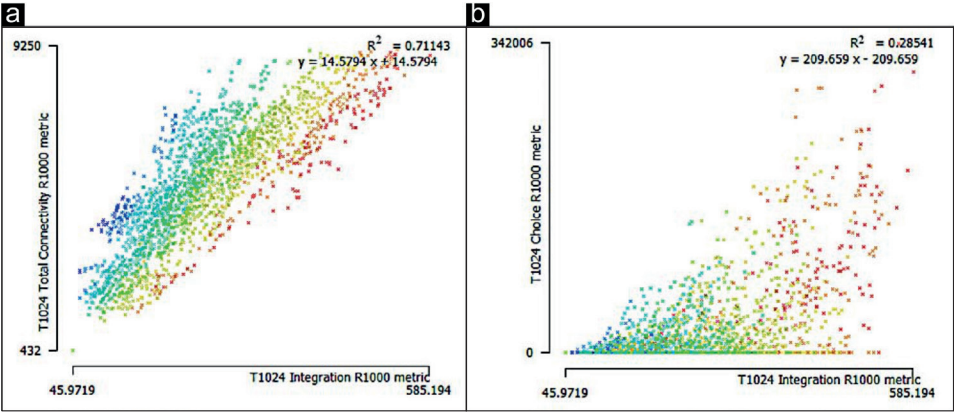 a
9250
R² = 0.71143
y = 14.5794 x + 14.5794
T1024 Total Connectivity R1000 metric
432
T1024 Integration R1000 metric
45.9719
585.194
b
342006
R² = 0.28541
y = 209.659 x - 209.659
T1024 Choice R1000 metric
0
T1024 Integration R1000 metric
45.9719
585.194